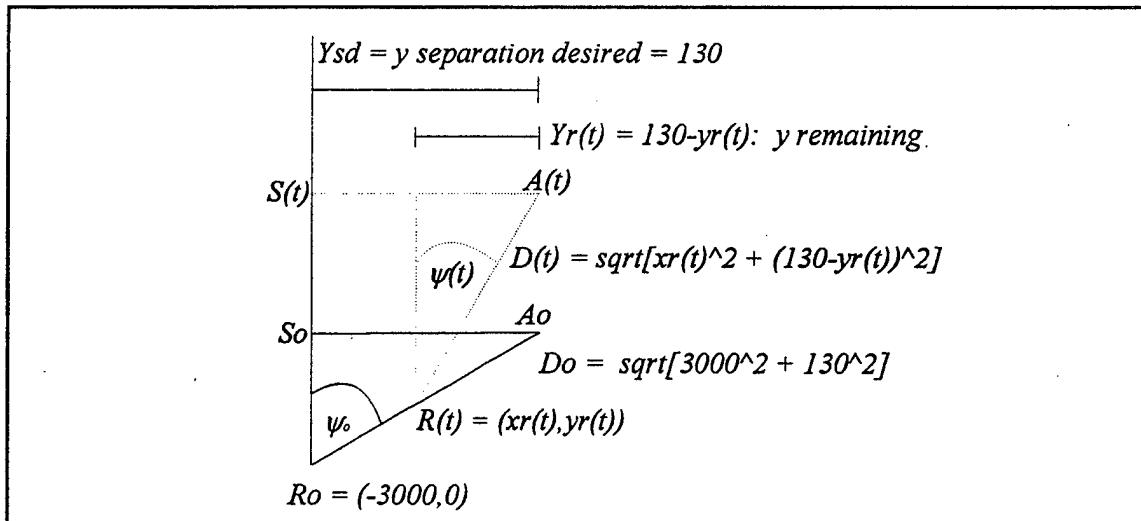 Ysd = y separation desired = 130
Yr(t) = 130-yr(t): y remaining
S(t)
A(t)
ψ(t)
D(t) = sqrt[xr(t)^2 + (130-yr(t))^2]
So
Ao
Do = sqrt[3000^2 + 130^2]
ψo
R(t) = (xr(t),yr(t))
Ro = (-3000,0)